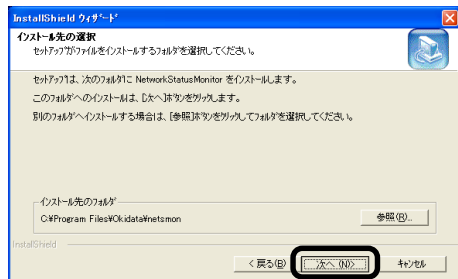 InstallShield ウィザード
インストール先の選択
セットアップがファイルをインストールするフォルダを選択してください。
セットアップは、次のフォルダに NetworkStatusMonitor をインストールします。
このフォルダへのインストールは、[次へ]ボタンをクリックします。
別のフォルダへインストールする場合は、[参照]ボタンをクリックしてフォルダを選択してください。
インストール先のフォルダ
C:¥Program Files¥Okidata¥netsmon
参照(R)...
InstallShield
< 戻る(B)
次へ (N)>
キャンセル